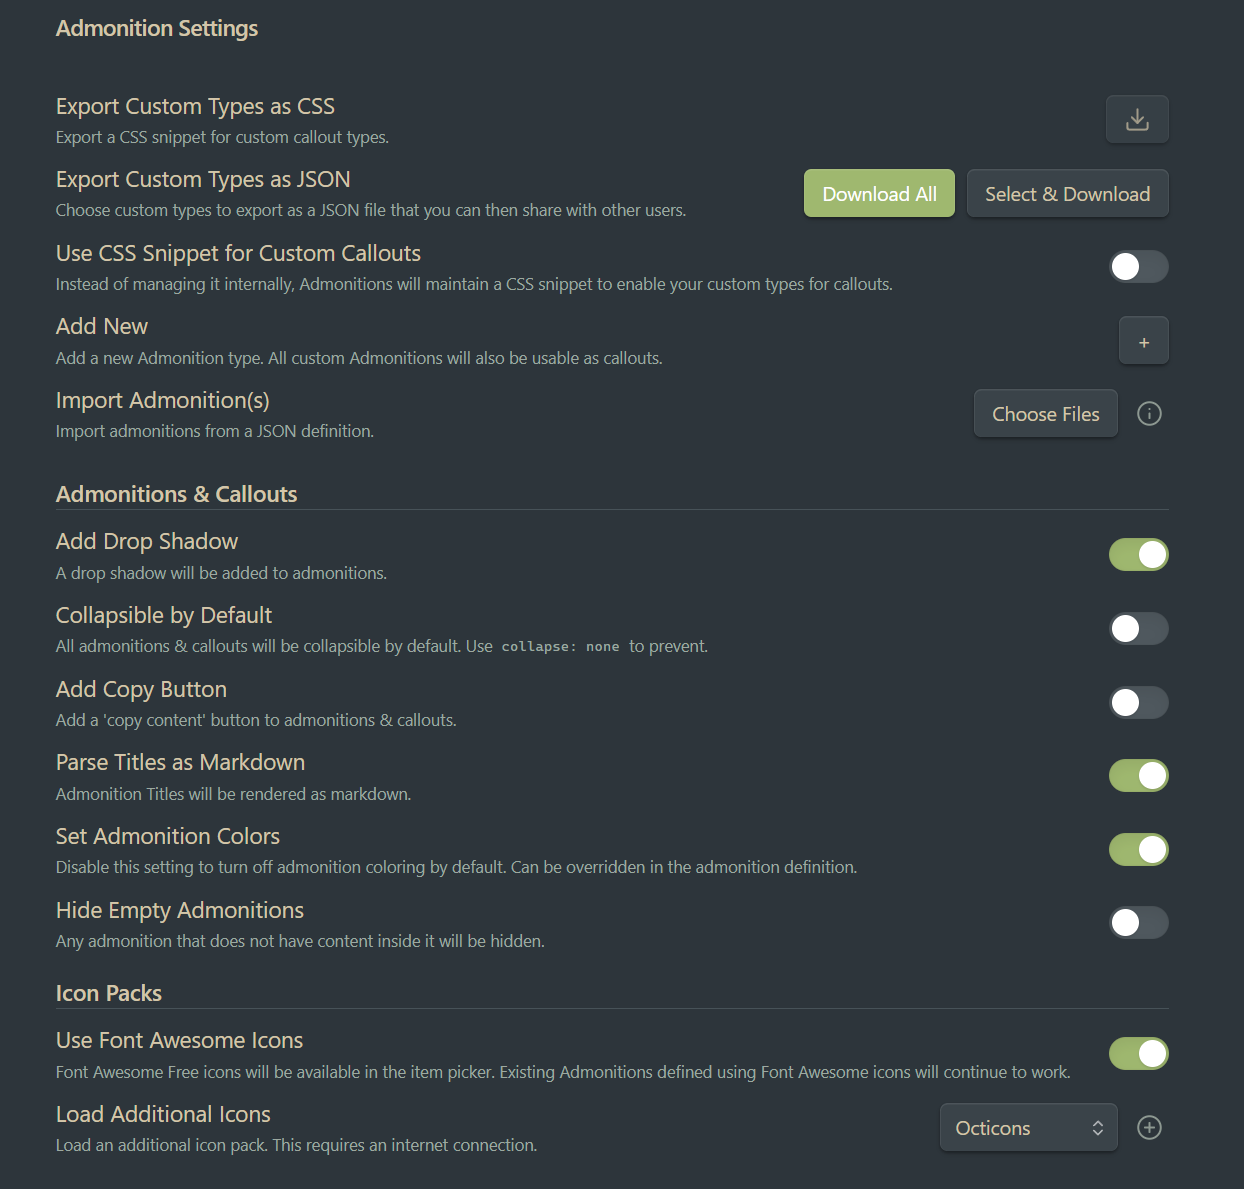 Admonition Settings
Export Custom Types as CSS
Export a CSS snippet for custom callout types.
Export Custom Types as JSON
Choose custom types to export as a JSON file that you can then share with other users.
Download All
Select & Download
Use CSS Snippet for Custom Callouts
Instead of managing it internally, Admonitions will maintain a CSS snippet to enable your custom types for callouts.
Add New
Add a new Admonition type. All custom Admonitions will also be usable as callouts.
+
Import Admonition(s)
Import admonitions from a JSON definition.
Choose Files
Admonitions & Callouts
Add Drop Shadow
A drop shadow will be added to admonitions.
Collapsible by Default
All admonitions & callouts will be collapsible by default. Use collapse: none to prevent.
Add Copy Button
Add a 'copy content' button to admonitions & callouts.
Parse Titles as Markdown
Admonition Titles will be rendered as markdown.
Set Admonition Colors
Disable this setting to turn off admonition coloring by default. Can be overridden in the admonition definition.
Hide Empty Admonitions
Any admonition that does not have content inside it will be hidden.
Icon Packs
Use Font Awesome Icons
Font Awesome Free icons will be available in the item picker. Existing Admonitions defined using Font Awesome icons will continue to work.
Load Additional Icons
Load an additional icon pack. This requires an internet connection.
Octicons